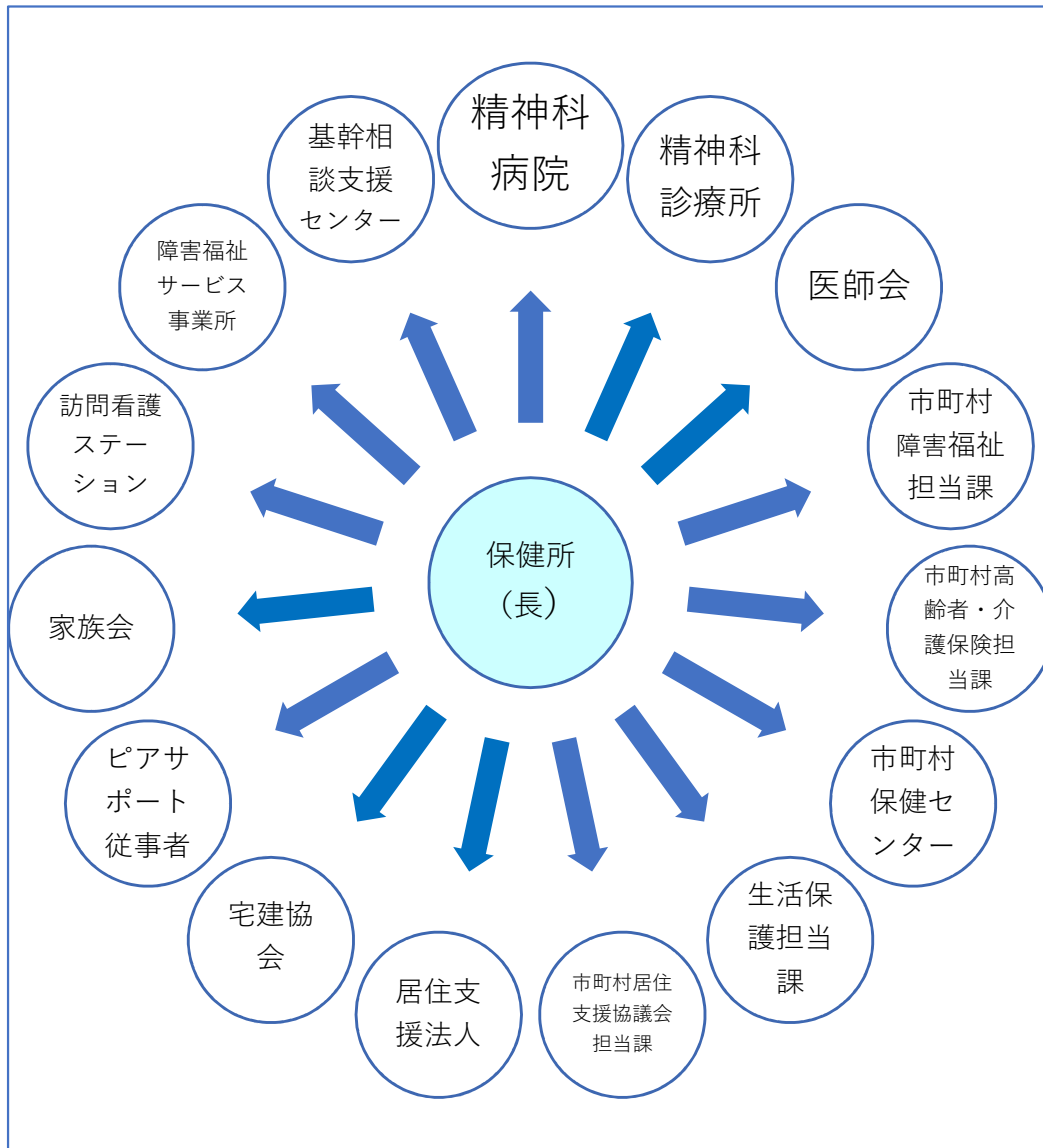 精神科
病院
精神科
診療所
医師会
市町村
障害福祉
担当課
市町村高
齢者・介
護保険担
当課
市町村
保健セ
ンター
生活保
護担当
課
市町村居住
支援協議会
担当課
居住支
援法人
宅建協
会
ピアサ
ポート
従事者
家族会
訪問看護
ステー
ション
障害福祉
サービス
事業所
基幹相
談支援
センター
保健所
（長）